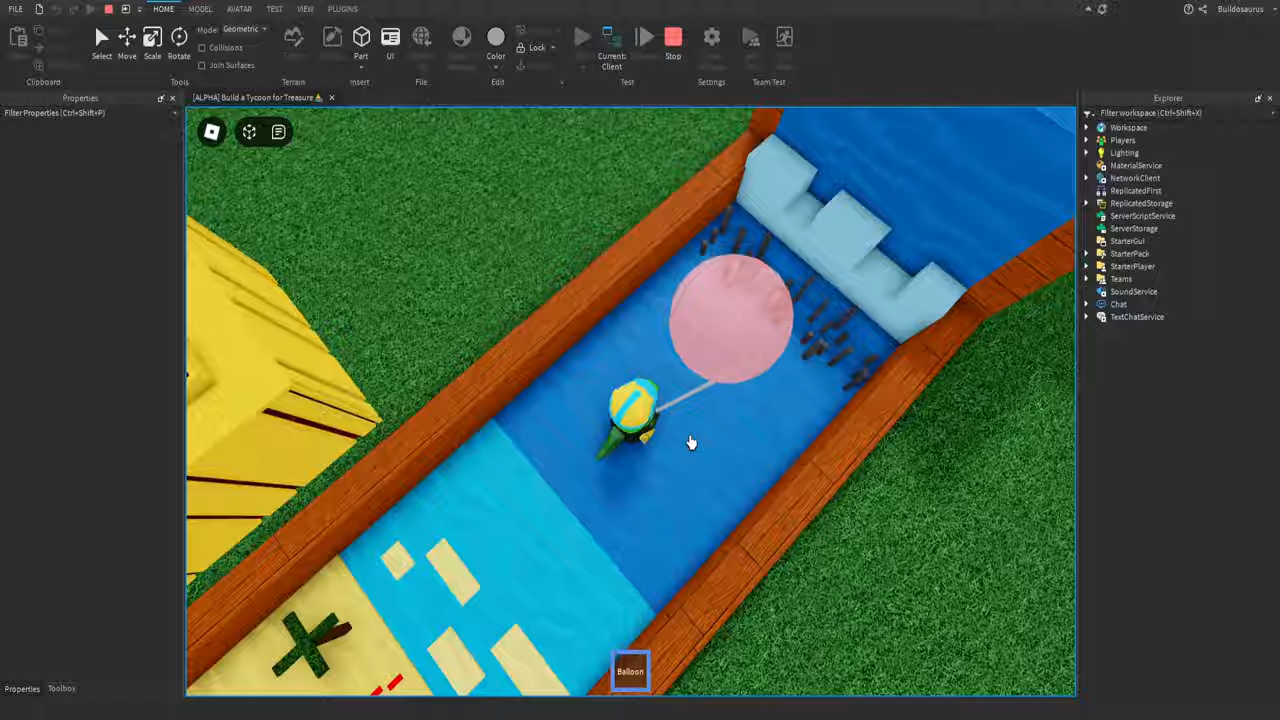 FILE
HOME MODEL AVATAR TEST VIEW PLUGINS
Buildosaurus
Mode: Geometric
Collisions
Join Surfaces
Select Move Scale Rotate
Part UI
Color
Lock
Current:
Client
Stop
Clipboard Tools Terrain Insert File Edit Test Settings Team Test
Properties
[ALPHA] Build a Tycoon for Treasure
Explorer
Filter Properties (Ctrl+Shift+P)
Filter workspace (Ctrl+Shift+X)
Workspace
Players
Lighting
MaterialService
NetworkClient
ReplicatedFirst
ReplicatedStorage
ServerScriptService
ServerStorage
StarterGui
StarterPack
StarterPlayer
Teams
SoundService
Chat
TextChatService
Balloon
Properties Toolbox